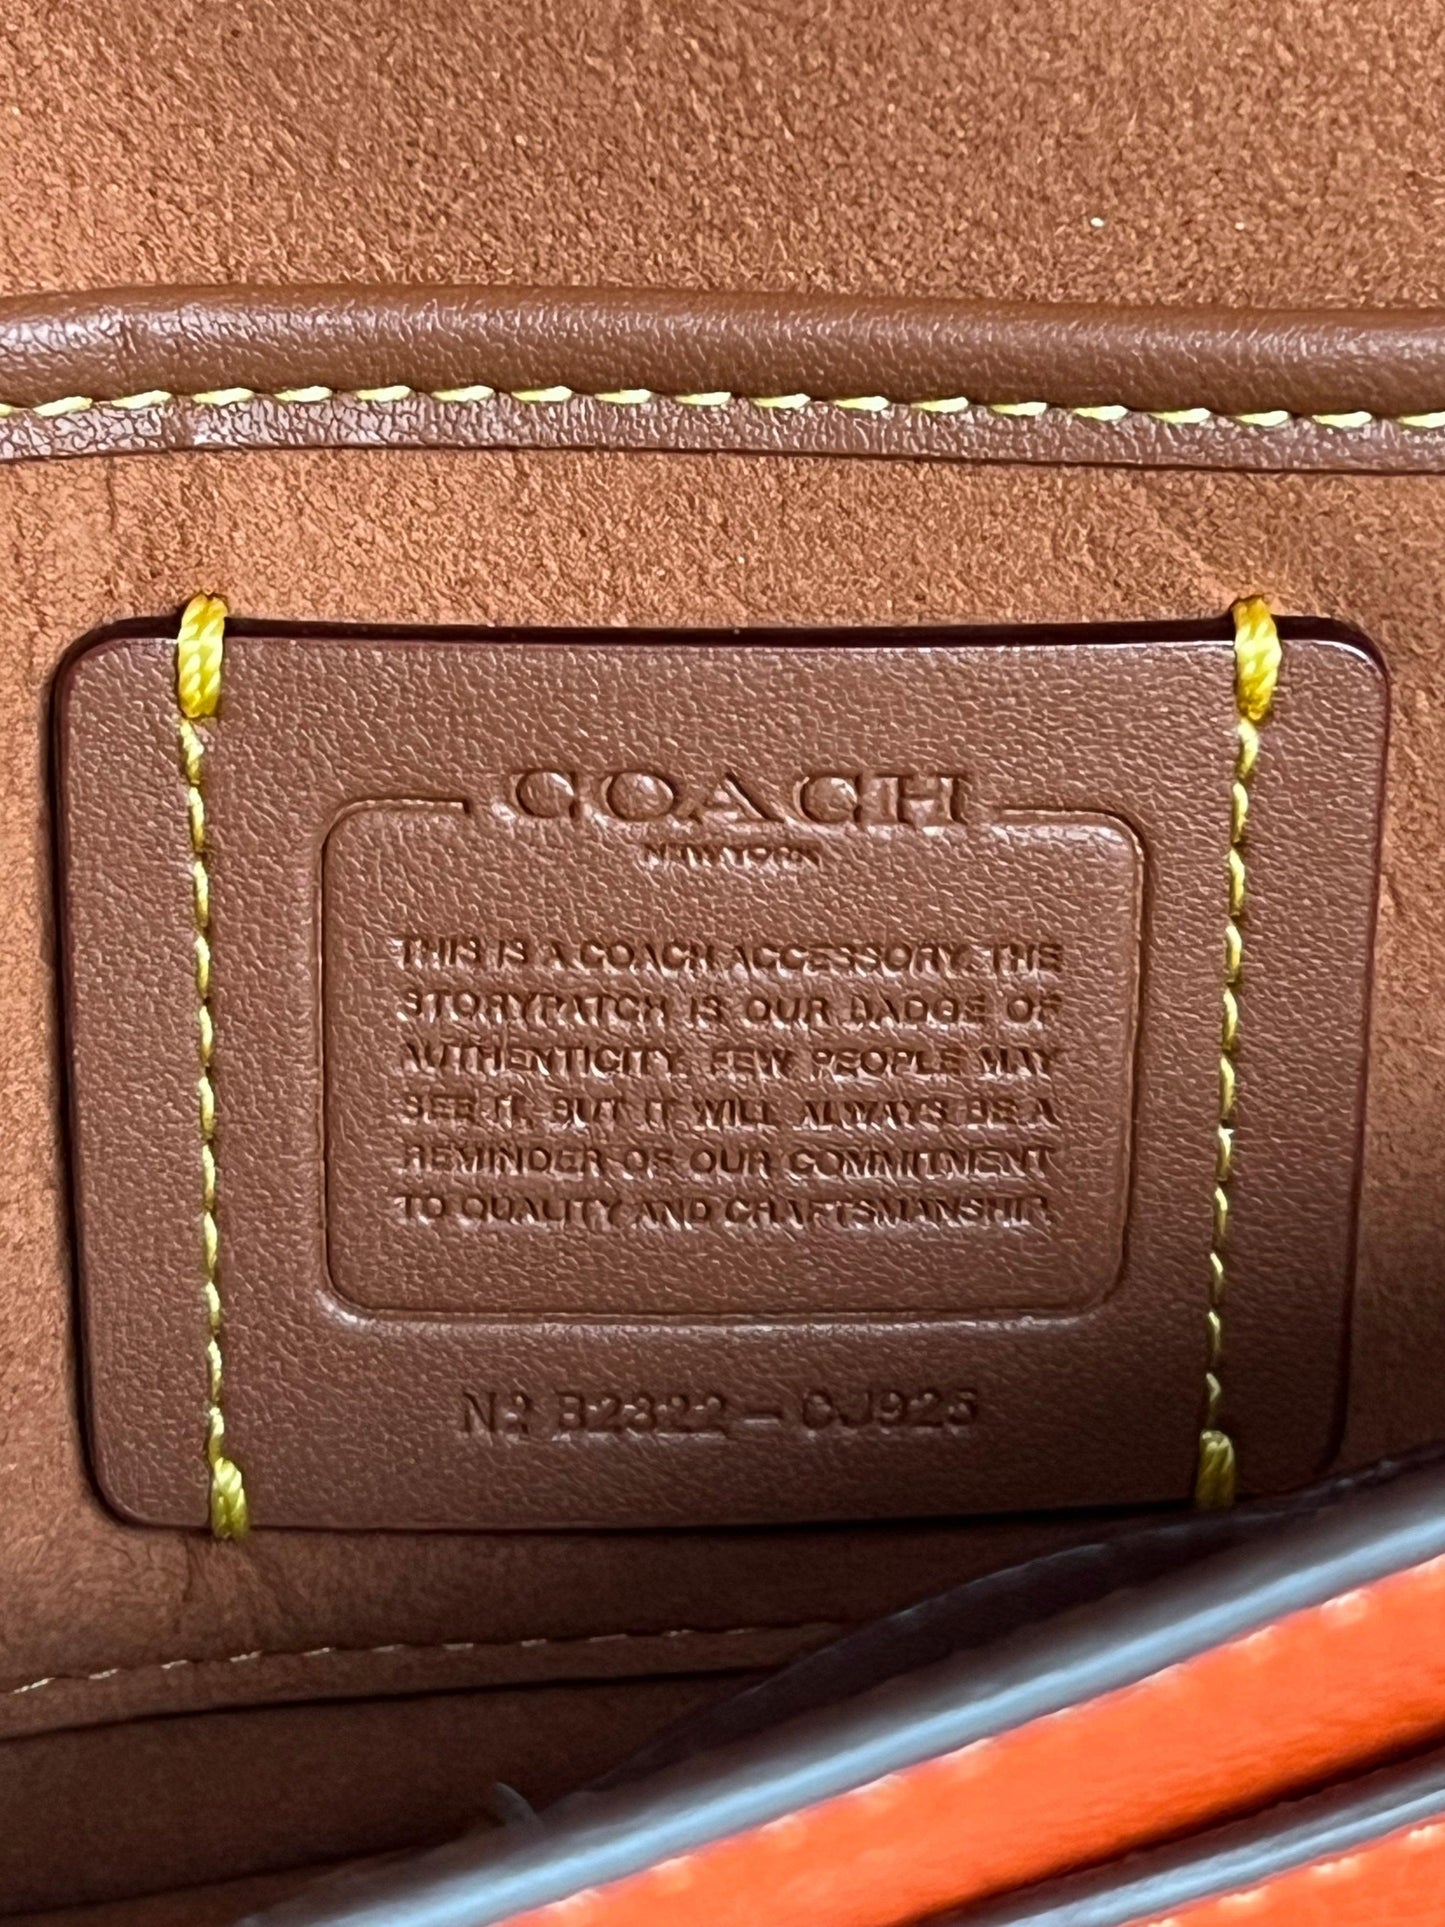 COACH
NEW YORK
THIS IS A COACH ACCESSORY. THE
STORYPATCH IS OUR BADGE OF
AUTHENTICITY. FEW PEOPLE MAY
SEE IT, BUT IT WILL ALWAYS BE A
REMINDER OF OUR COMMITMENT
TO QUALITY AND CRAFTSMANSHIP.
Nº B2322-CJ925